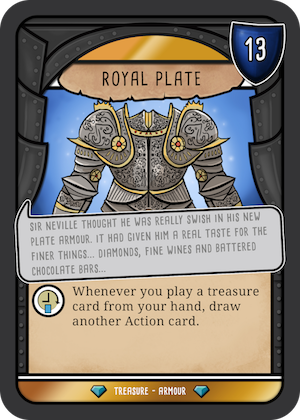 ROYAL PLATE
13
SIR NEVILLE THOUGHT HE WAS REALLY SWISH IN HIS NEW
PLATE ARMOUR. IT HAD GIVEN HIM A REAL TASTE FOR THE
FINER THINGS... DIAMONDS, FINE WINES AND BATTERED
CHOCOLATE BARS...
Whenever you play a treasure
card from your hand, draw
another Action card.
TREASURE - ARMOUR